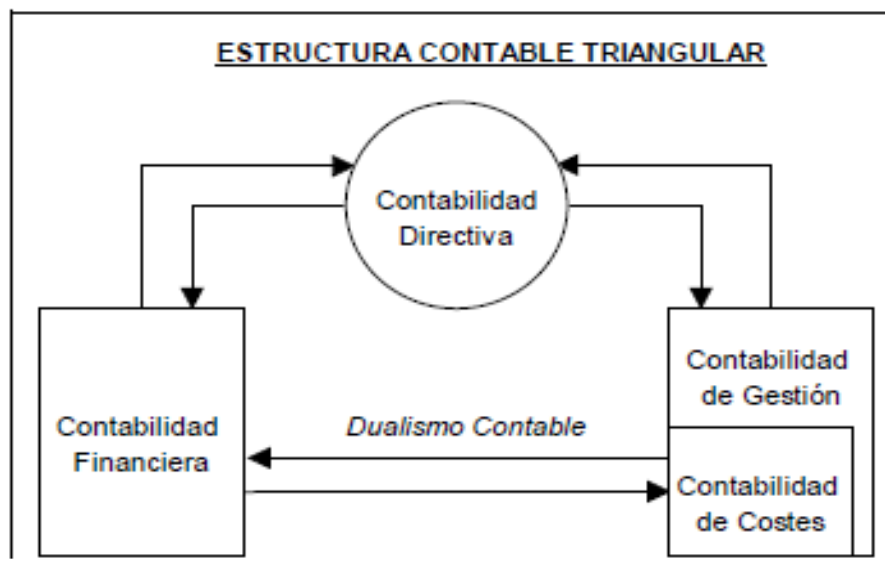 ESTRUCTURA CONTABLE TRIANGULAR
Contabilidad
Directiva
Contabilidad
Financiera
Dualismo Contable
Contabilidad
de Gestión
Contabilidad
de Costes